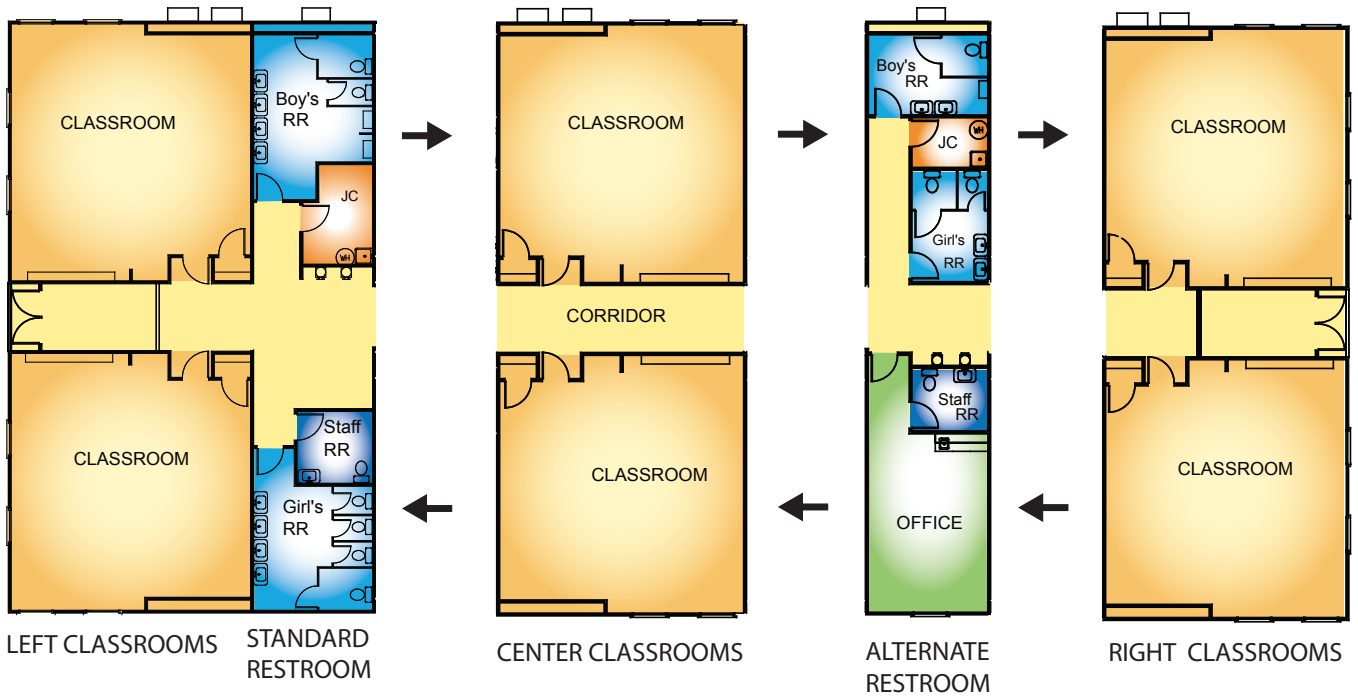 CLASSROOM
Boy's
RR
JC
WH
CLASSROOM
Staff
RR
Girl's
RR
CLASSROOM
CORRIDOR
CLASSROOM
Boy's
RR
WH
JC
Girl's
RR
Staff
RR
OFFICE
CLASSROOM
CLASSROOM
LEFT CLASSROOMS
STANDARD
RESTROOM
CENTER CLASSROOMS
ALTERNATE
RESTROOM
RIGHT CLASSROOMS